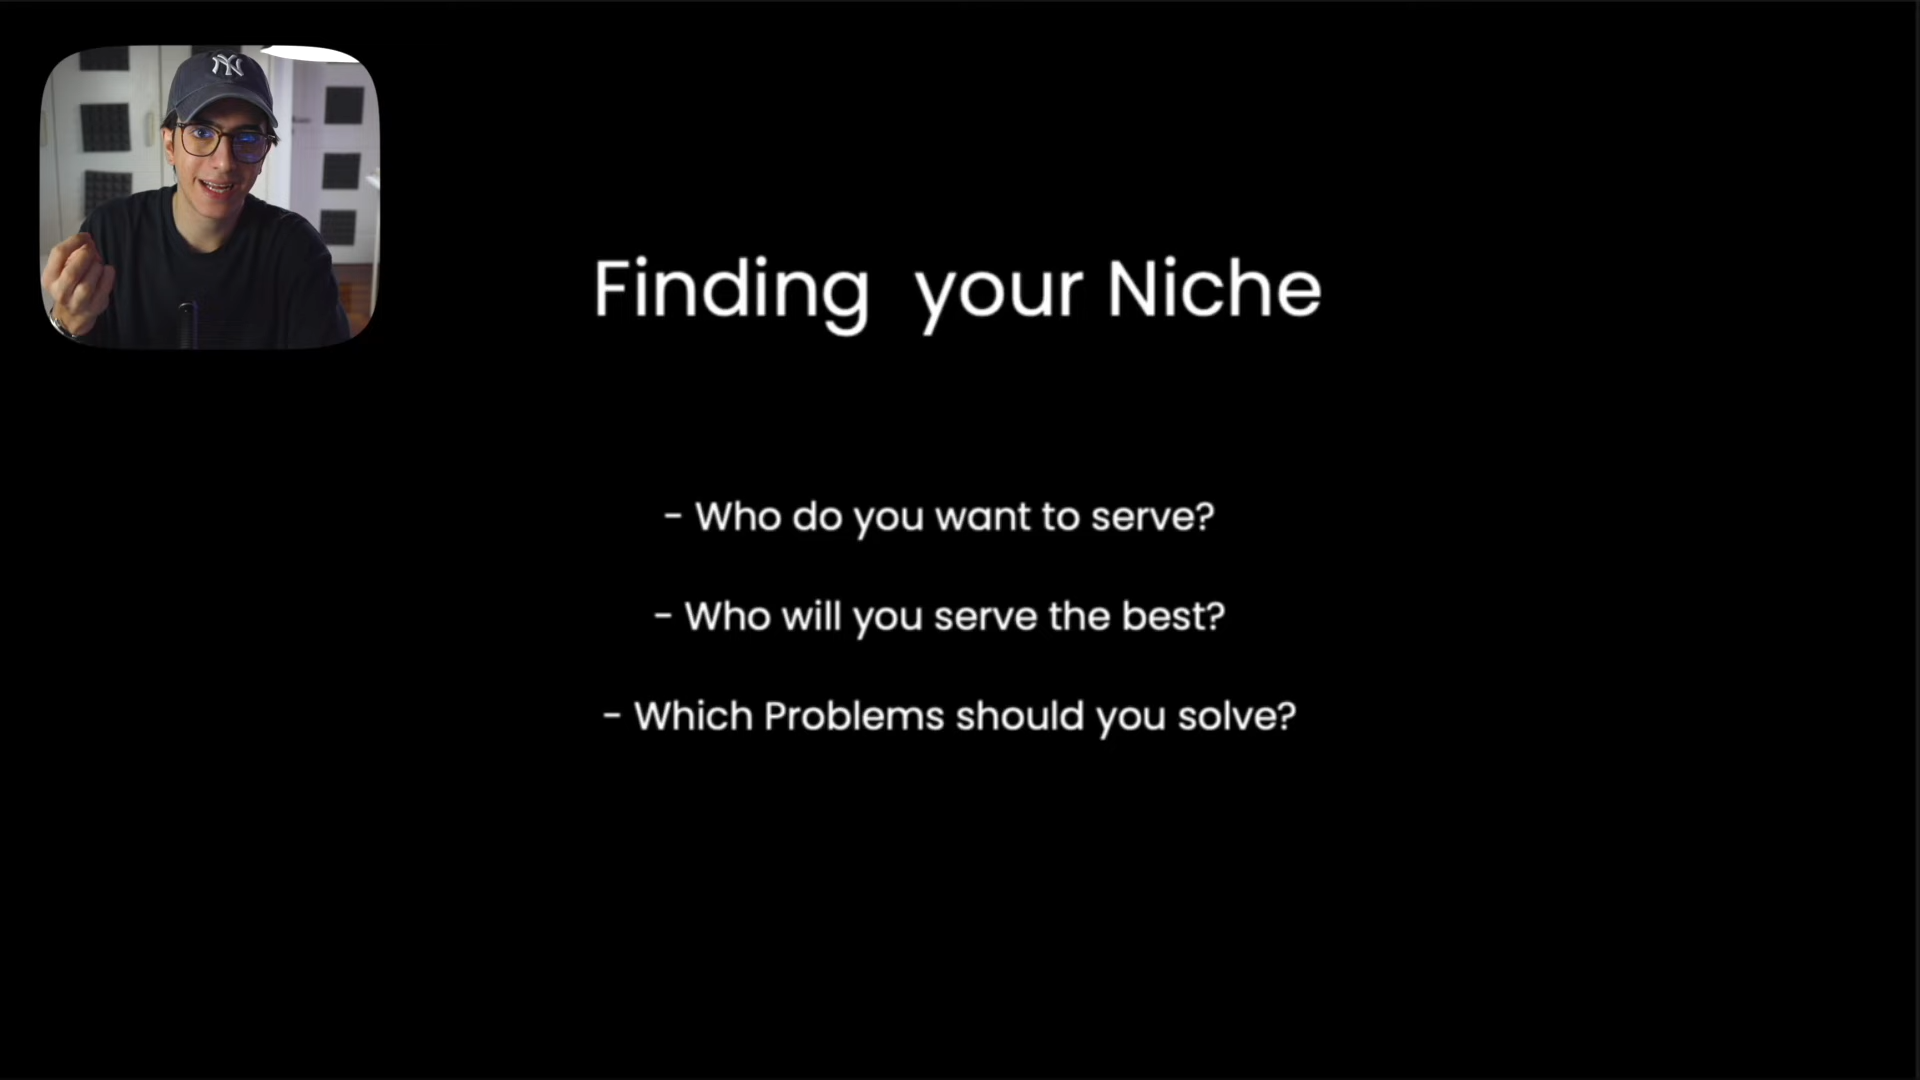 NY
Finding your Niche
- Who do you want to serve?
- Who will you serve the best?
- Which Problems should you solve?